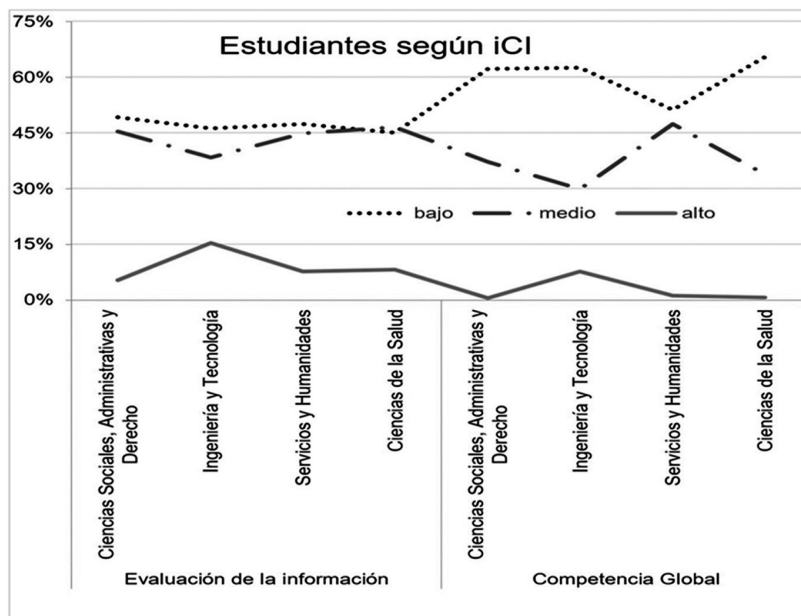 Estudiantes según iCI
75%
60%
45%
30%
15%
0%
bajo
medio
alto
Ciencias Sociales, Administrativas y
Derecho
Ingeniería y Tecnología
Servicios y Humanidades
Ciencias de la Salud
Ciencias Sociales, Administrativas y
Derecho
Ingeniería y Tecnología
Servicios y Humanidades
Ciencias de la Salud
Evaluación de la información
Competencia Global